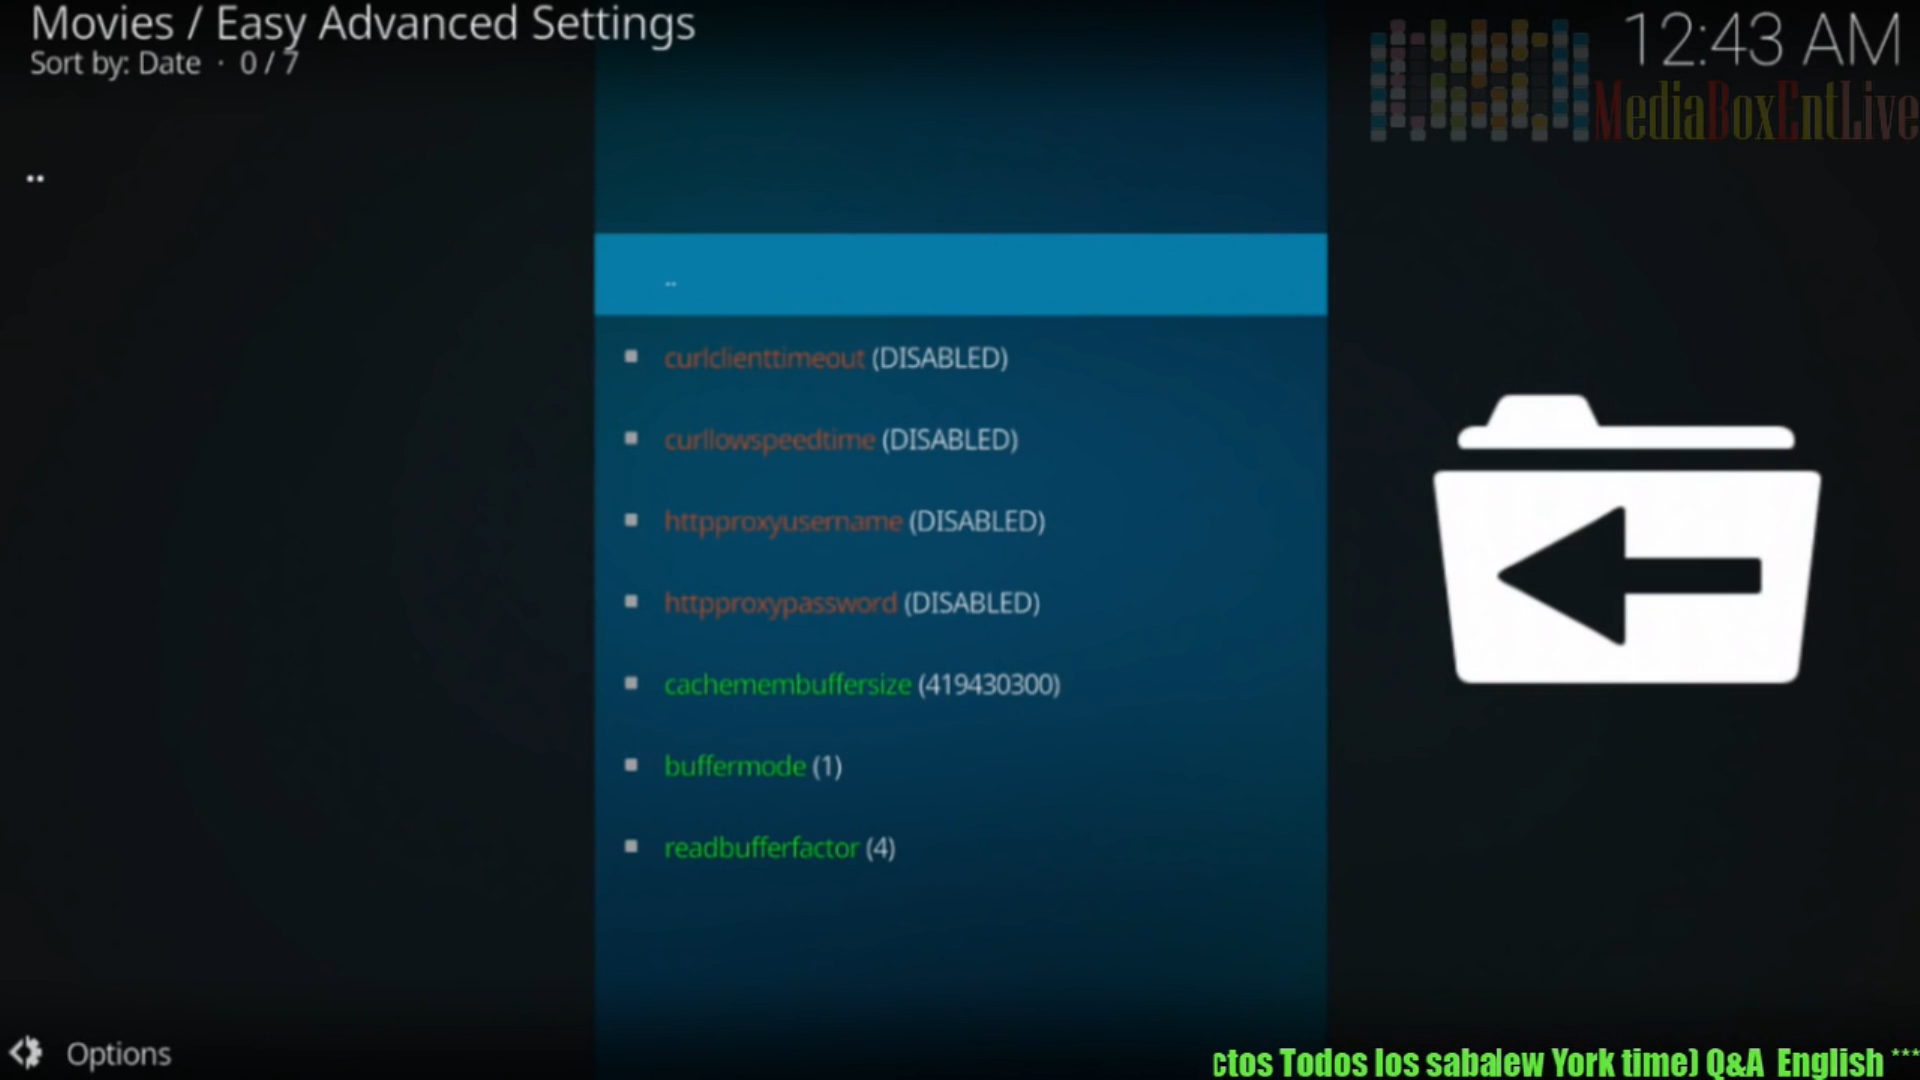 Movies / Easy Advanced Settings
Sort by: Date · 0 / 7
12:43 AM
MediaBoxEntLive
..
..
curlclienttimeout (DISABLED)
curllowspeedtime (DISABLED)
httpproxyusername (DISABLED)
httpproxypassword (DISABLED)
cachemembuffersize (419430300)
buffermode (1)
readbufferfactor (4)
Options
ctos Todos los sabalew York time) Q&A English ***